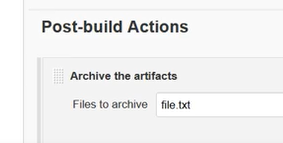 Post-build Actions
Archive the artifacts
Files to archive file.txt